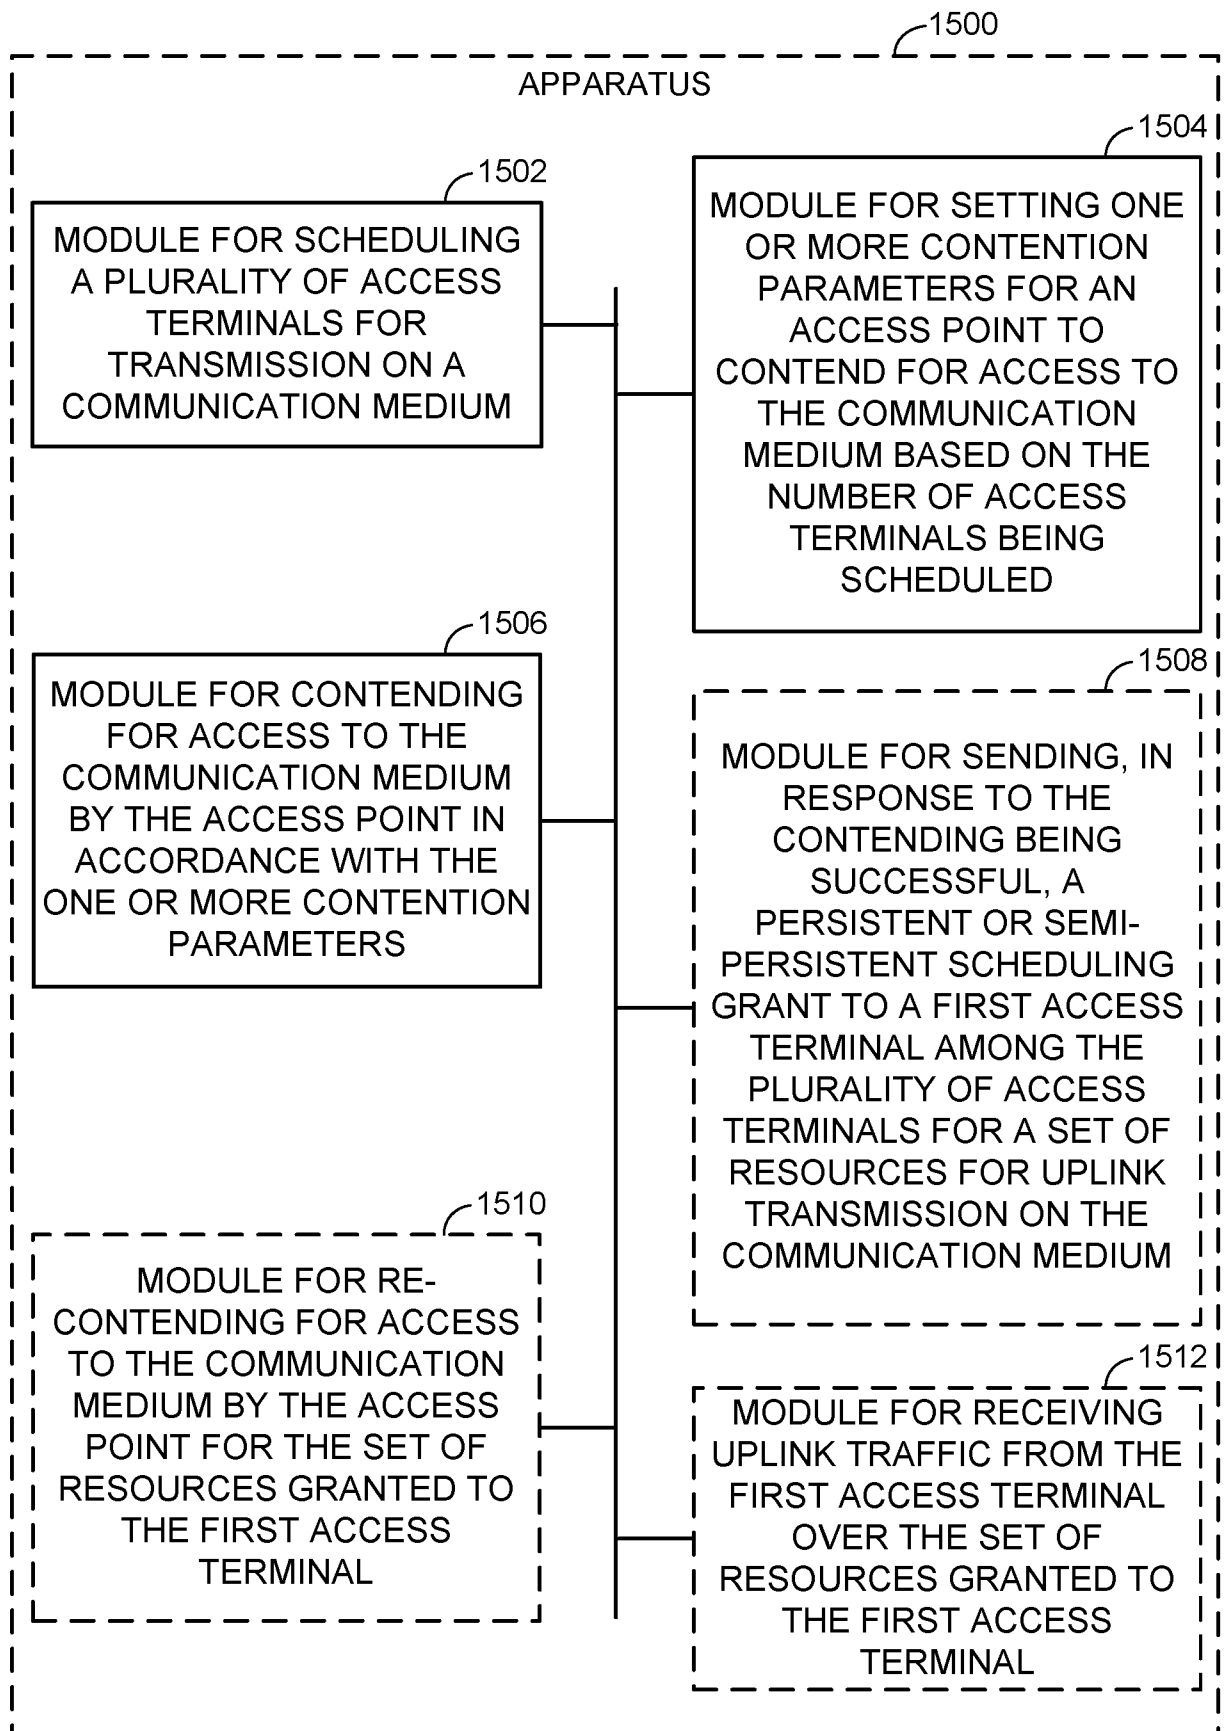 1500
APPARATUS
1502
MODULE FOR SCHEDULING
A PLURALITY OF ACCESS
TERMINALS FOR
TRANSMISSION ON A
COMMUNICATION MEDIUM
1504
MODULE FOR SETTING ONE
OR MORE CONTENTION
PARAMETERS FOR AN
ACCESS POINT TO
CONTEND FOR ACCESS TO
THE COMMUNICATION
MEDIUM BASED ON THE
NUMBER OF ACCESS
TERMINALS BEING
SCHEDULED
1506
MODULE FOR CONTENDING
FOR ACCESS TO THE
COMMUNICATION MEDIUM
BY THE ACCESS POINT IN
ACCORDANCE WITH THE
ONE OR MORE CONTENTION
PARAMETERS
1508
MODULE FOR SENDING, IN
RESPONSE TO THE
CONTENDING BEING
SUCCESSFUL, A
PERSISTENT OR SEMI-
PERSISTENT SCHEDULING
GRANT TO A FIRST ACCESS
TERMINAL AMONG THE
PLURALITY OF ACCESS
TERMINALS FOR A SET OF
RESOURCES FOR UPLINK
TRANSMISSION ON THE
COMMUNICATION MEDIUM
1510
MODULE FOR RE-
CONTENDING FOR ACCESS
TO THE COMMUNICATION
MEDIUM BY THE ACCESS
POINT FOR THE SET OF
RESOURCES GRANTED TO
THE FIRST ACCESS
TERMINAL
1512
MODULE FOR RECEIVING
UPLINK TRAFFIC FROM THE
FIRST ACCESS TERMINAL
OVER THE SET OF
RESOURCES GRANTED TO
THE FIRST ACCESS
TERMINAL